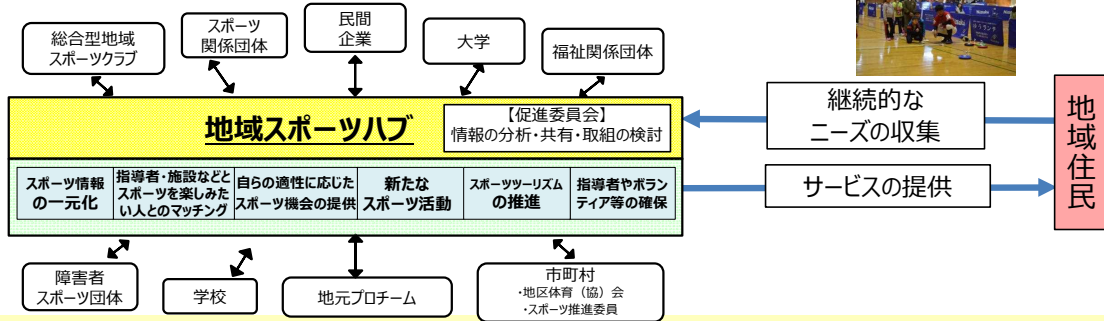 総合型地域
スポーツクラブ
スポーツ
関係団体
民間
企業
大学
福祉関係団体
地域スポーツハブ
【促進委員会】
情報の分析・共有・取組の検討
継続的な
ニーズの収集
地域住民
サービスの提供
スポーツ情報
の一元化
指導者・施設などと
スポーツを楽しみた
い人とのマッチング
自らの適性に応じた
スポーツ機会の提供
新たな
スポーツ活動
スポーツツーリズム
の推進
指導者やボラン
ティア等の確保
障害者
スポーツ団体
学校
地元プロチーム
市町村
・地区体育（協）会
・スポーツ推進委員